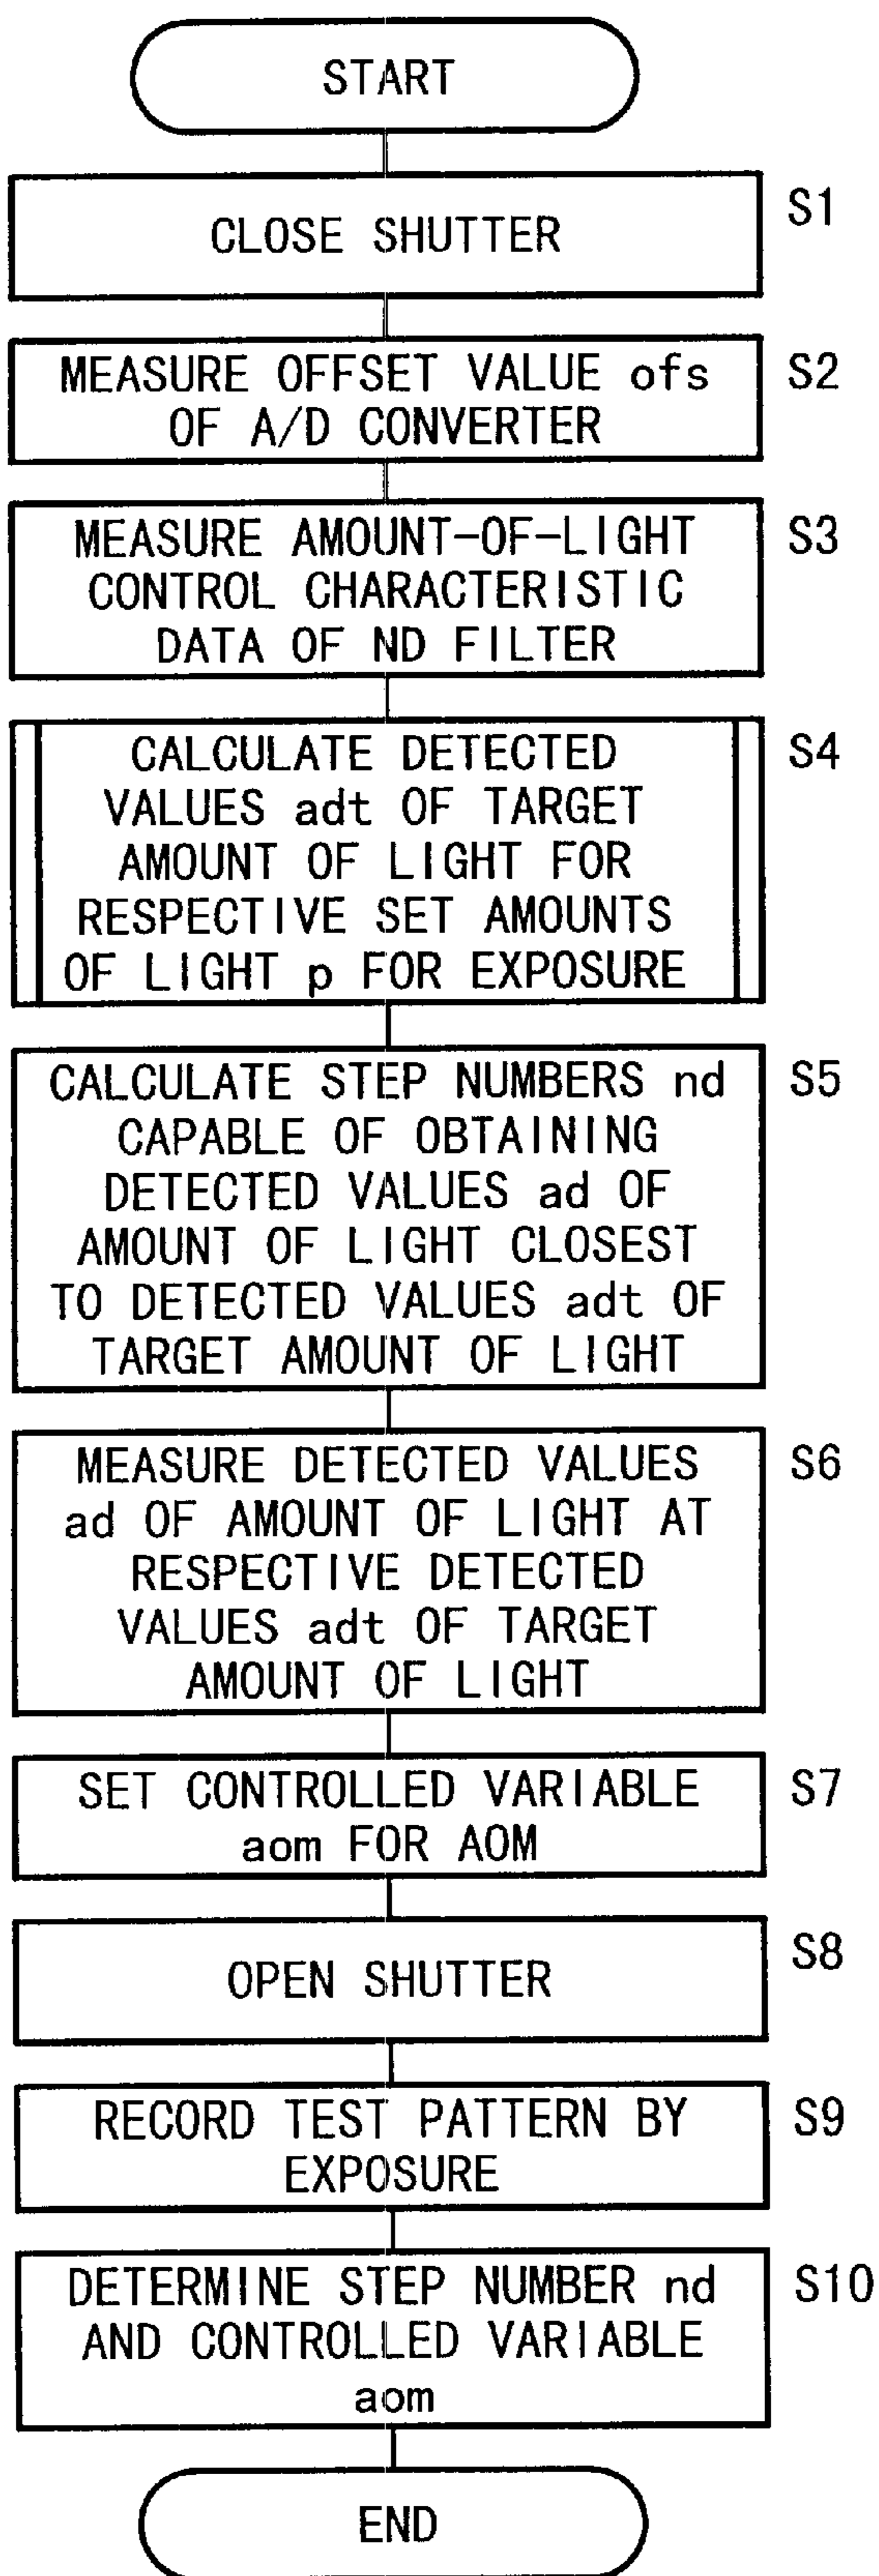 START
CLOSE SHUTTER
S1
MEASURE OFFSET VALUE ofs
OF A/D CONVERTER
S2
MEASURE AMOUNT-OF-LIGHT
CONTROL CHARACTERISTIC
DATA OF ND FILTER
S3
CALCULATE DETECTED
VALUES adt OF TARGET
AMOUNT OF LIGHT FOR
RESPECTIVE SET AMOUNTS
OF LIGHT p FOR EXPOSURE
S4
CALCULATE STEP NUMBERS nd
CAPABLE OF OBTAINING
DETECTED VALUES ad OF
AMOUNT OF LIGHT CLOSEST
TO DETECTED VALUES adt OF
TARGET AMOUNT OF LIGHT
S5
MEASURE DETECTED VALUES
ad OF AMOUNT OF LIGHT AT
RESPECTIVE DETECTED
VALUES adt OF TARGET
AMOUNT OF LIGHT
S6
SET CONTROLLED VARIABLE
aom FOR AOM
S7
OPEN SHUTTER
S8
RECORD TEST PATTERN BY
EXPOSURE
S9
DETERMINE STEP NUMBER nd
AND CONTROLLED VARIABLE
aom
S10
END